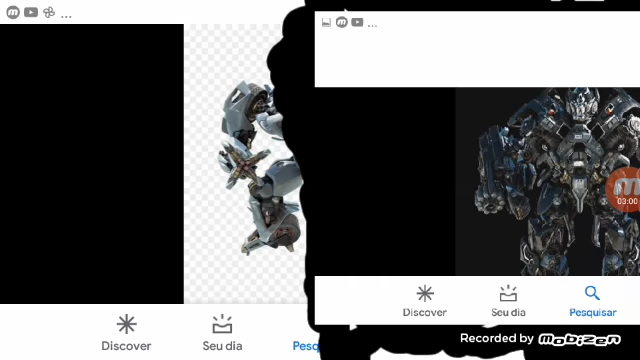 ...
Discover
Seu dia
Pesq
...
03:00
Discover
Seu dia
Pesquisar
Recorded by mobizen